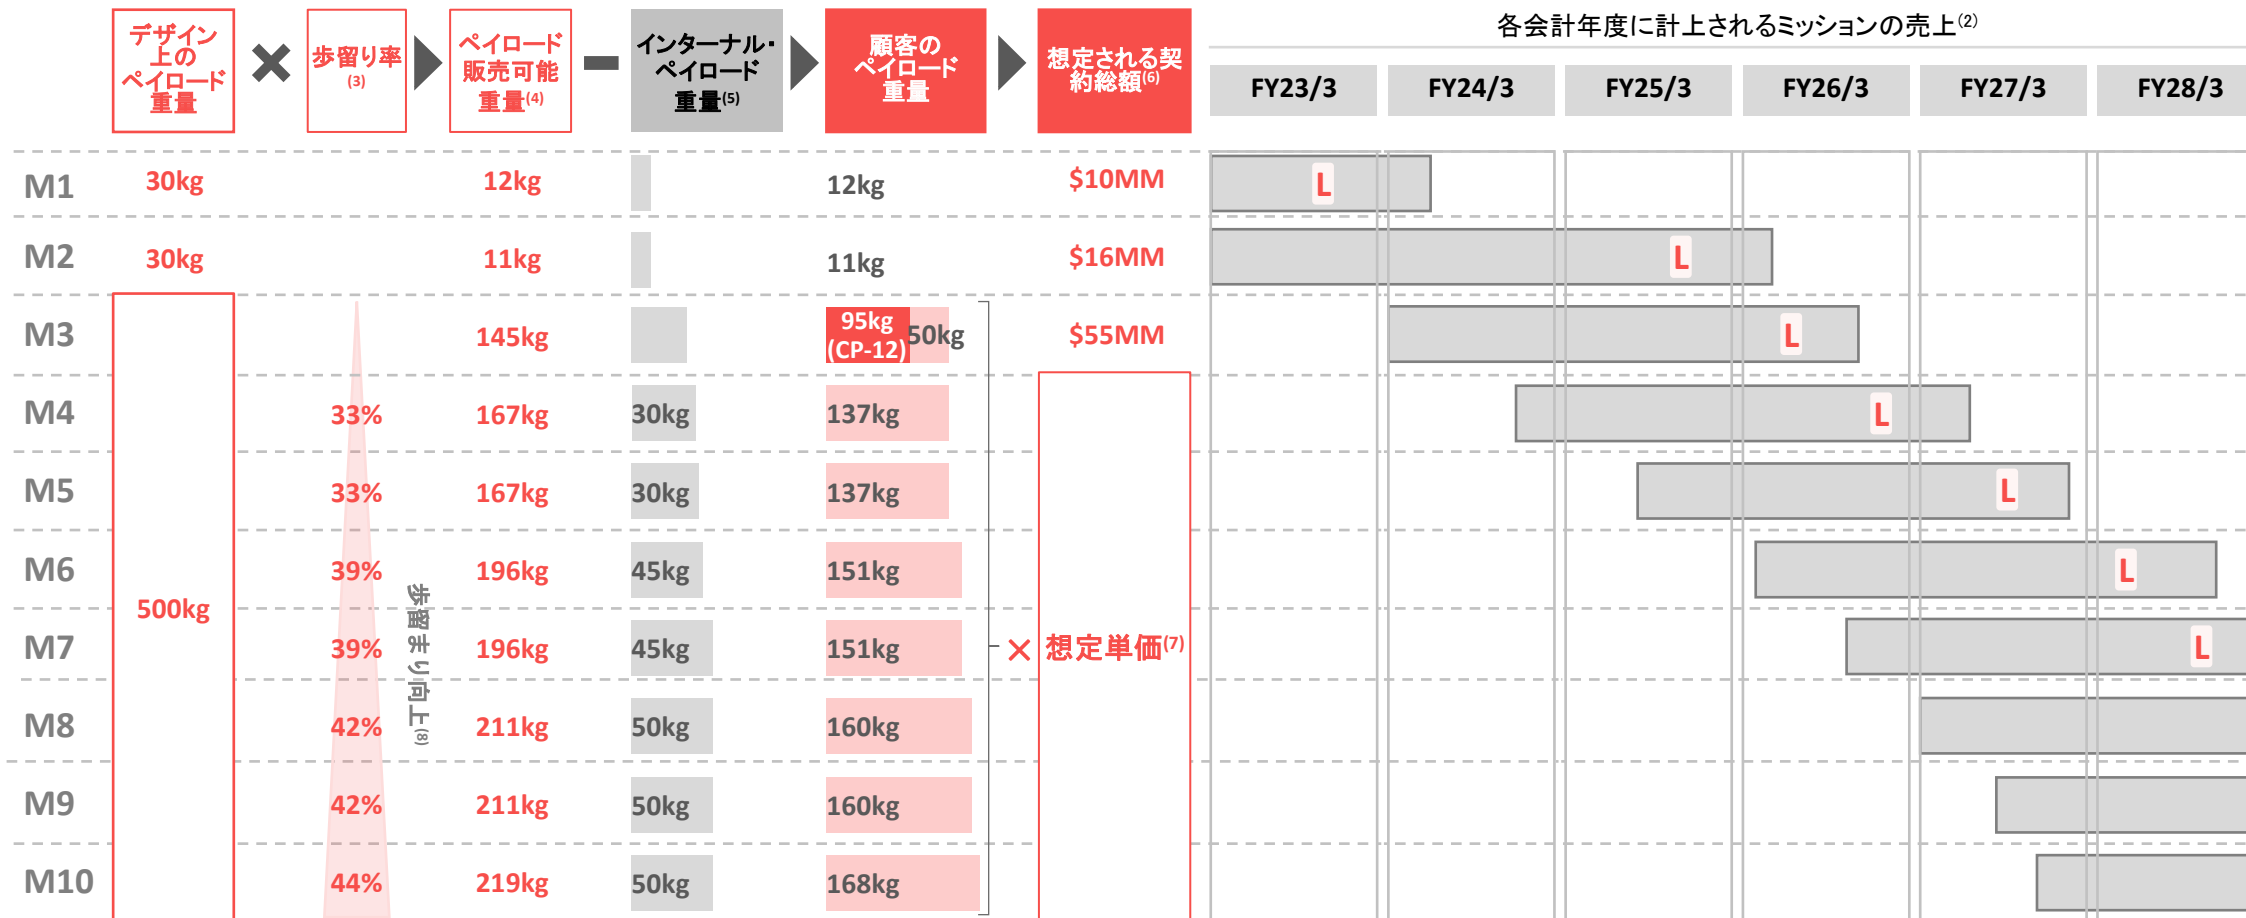 各会計年度に計上されるミッションの売上(2)
デザイン
上の
ペイロード
重量
歩留り率
(3)
ペイロード
販売可能
重量(4)
インターナル・
ペイロード
重量(5)
顧客の
ペイロード
重量
想定される契
約総額(6)
FY23/3 FY24/3 FY25/3 FY26/3 FY27/3 FY28/3
M1 30kg 12kg 12kg $10MM L
M2 30kg 11kg 11kg $16MM L
M3 145kg 95kg
(CP-12) 50kg $55MM L
M4 33% 167kg 30kg 137kg L
M5 33% 167kg 30kg 137kg L
M6 39% 196kg 45kg 151kg L
500kg
歩留まり向上(8)
M7 39% 196kg 45kg 151kg × 想定単価(7) L
M8 42% 211kg 50kg 160kg
M9 42% 211kg 50kg 160kg
M10 44% 219kg 50kg 168kg